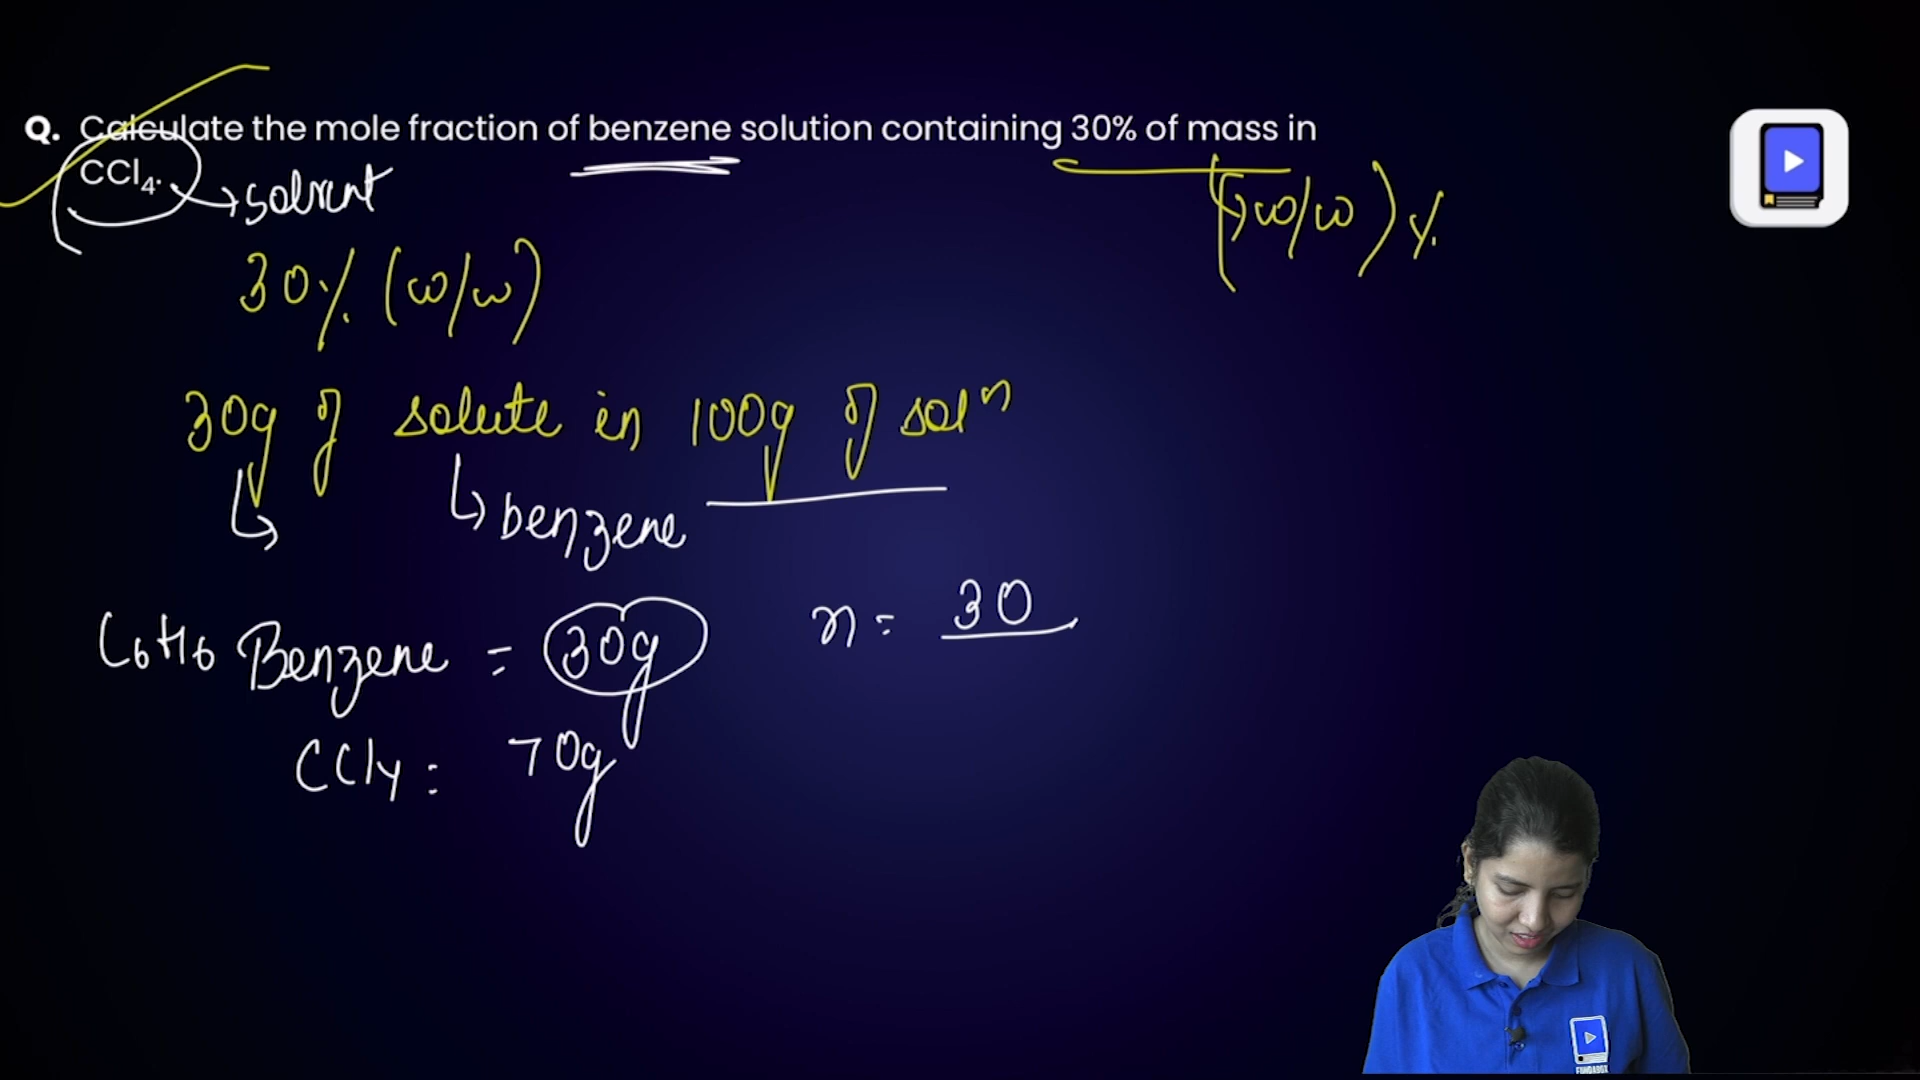 Q. Calculate the mole fraction of benzene solution containing 30% of mass in
CCl₄.
→ solvent
(→w/w)%
30% (w/w)
30g of solute in 100g of solⁿ
↳ benzene
C6H6 Benzene = 30g
n = 30
CCl4 = 70g